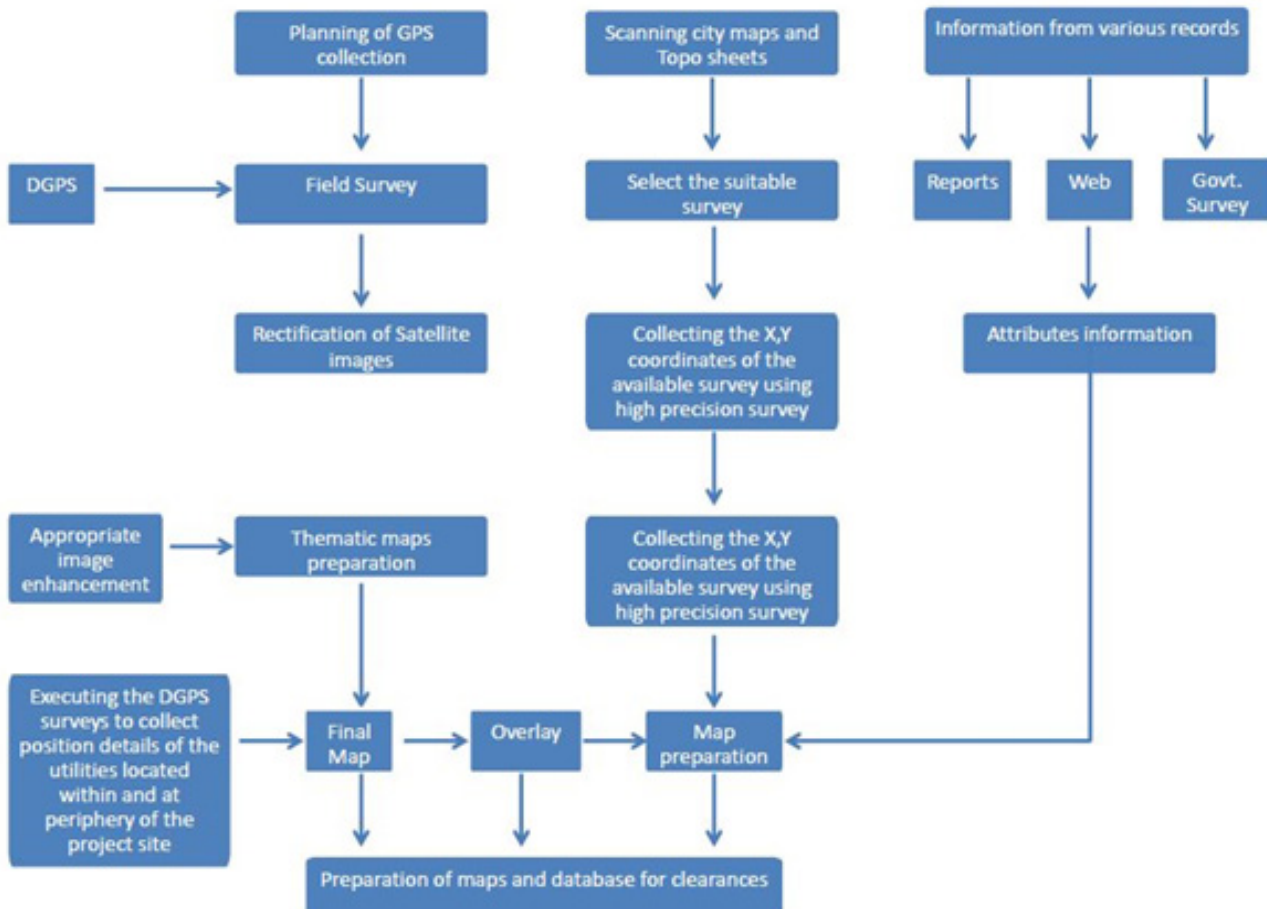 Planning of GPS
collection
Scanning city maps and
Topo sheets
Information from various records
DGPS
Field Survey
Select the suitable
survey
Reports
Web
Govt.
Survey
Rectification of Satellite
images
Collecting the X,Y
coordinates of the
available survey using
high precision survey
Attributes information
Appropriate
image
enhancement
Thematic maps
preparation
Collecting the X,Y
coordinates of the
available survey using
high precision survey
Executing the DGPS
surveys to collect
position details of the
utilities located
within and at
periphery of the
project site
Final
Map
Overlay
Map
preparation
Preparation of maps and database for clearances